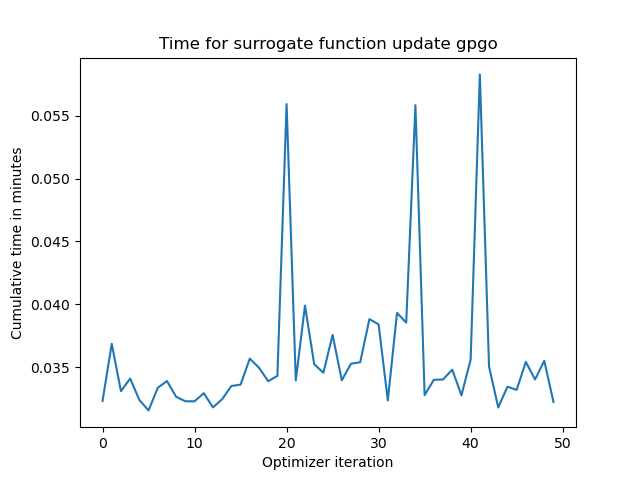 Time for surrogate function update gpgo
Cumulative time in minutes
0.055
0.050
0.045
0.040
0.035
0 10 20 30 40 50
Optimizer iteration